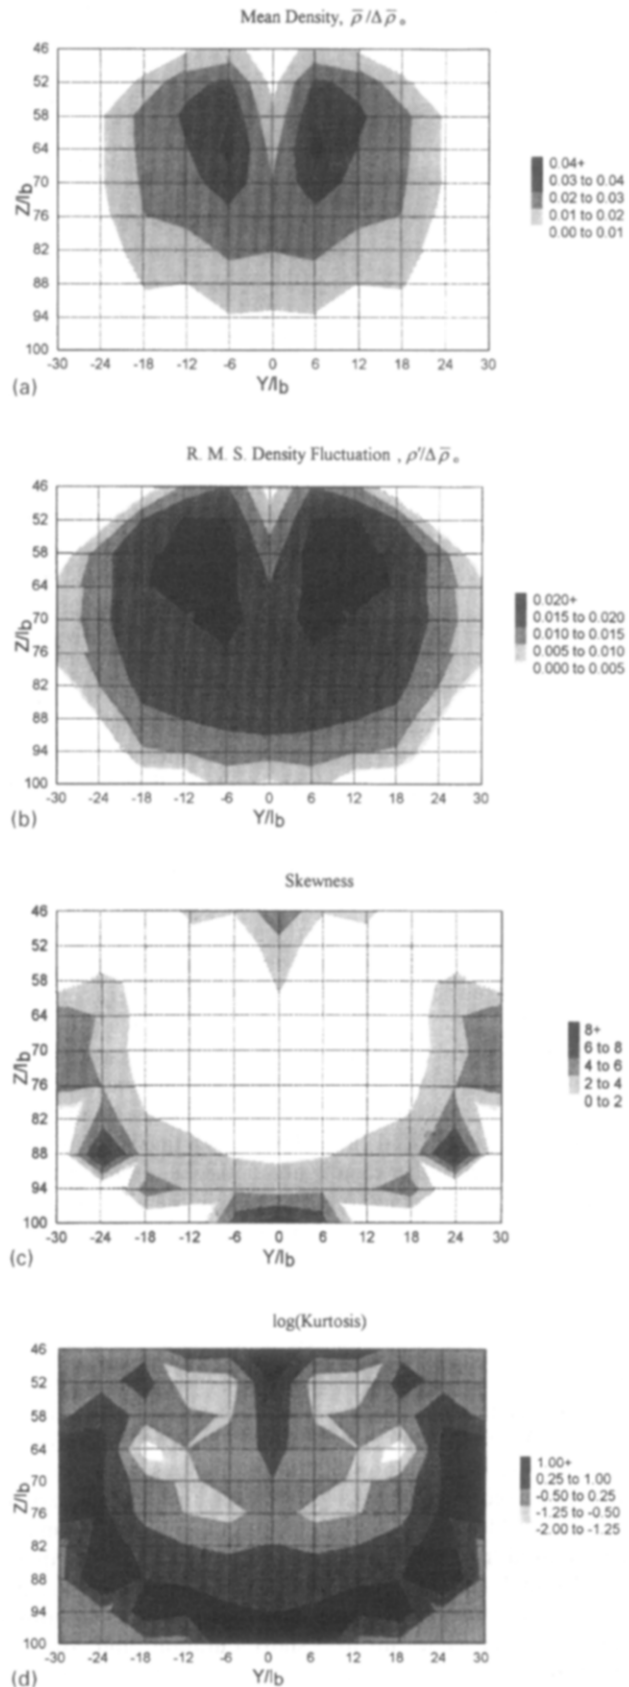 Mean Density, ρ̄ /Δ ρ̄ ₒ
46
52
58
64
70
76
82
88
94
100
Z/lb
-30 -24 -18 -12 -6 0 6 12 18 24 30
Y/lb
0.04+
0.03 to 0.04
0.02 to 0.03
0.01 to 0.02
0.00 to 0.01
(a)
R. M. S. Density Fluctuation , ρ'/Δ ρ̄ ₒ
46
52
58
64
70
76
82
88
94
100
Z/lb
-30 -24 -18 -12 -6 0 6 12 18 24 30
Y/lb
0.020+
0.015 to 0.020
0.010 to 0.015
0.005 to 0.010
0.000 to 0.005
(b)
Skewness
46
52
58
64
70
76
82
88
94
100
Z/lb
-30 -24 -18 -12 -6 0 6 12 18 24 30
Y/lb
8+
6 to 8
4 to 6
2 to 4
0 to 2
(c)
log(Kurtosis)
46
52
58
64
70
76
82
88
94
100
Z/lb
-30 -24 -18 -12 -6 0 6 12 18 24 30
Y/lb
1.00+
0.25 to 1.00
-0.50 to 0.25
-1.25 to -0.50
-2.00 to -1.25
(d)